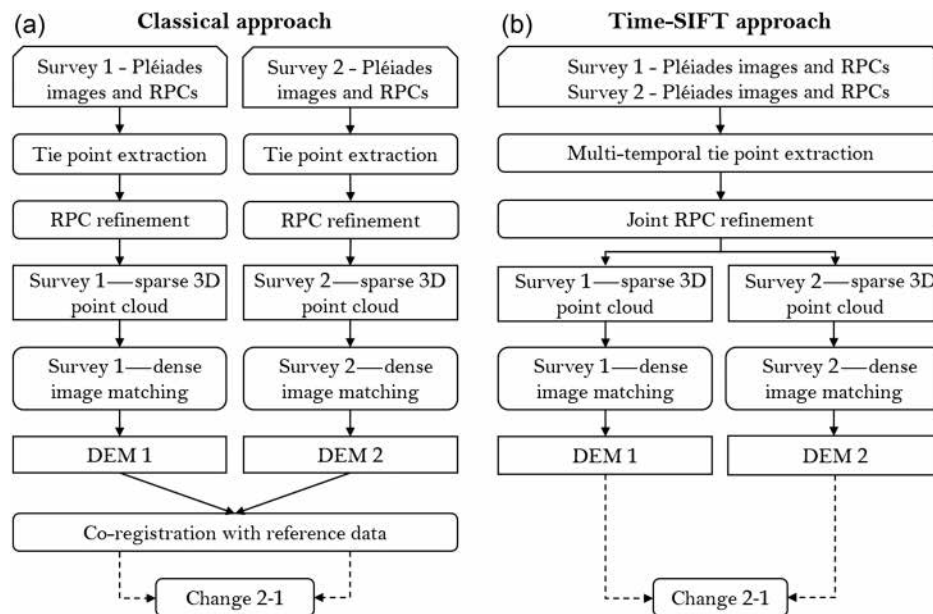 (a) Classical approach
Survey 1 - Pléiades
images and RPCs
Tie point extraction
RPC refinement
Survey 1—sparse 3D
point cloud
Survey 1—dense
image matching
DEM 1
Survey 2 - Pléiades
images and RPCs
Tie point extraction
RPC refinement
Survey 2—sparse 3D
point cloud
Survey 2—dense
image matching
DEM 2
Co-registration with reference data
Change 2-1
(b) Time-SIFT approach
Survey 1 - Pléiades images and RPCs
Survey 2 - Pléiades images and RPCs
Multi-temporal tie point extraction
Joint RPC refinement
Survey 1—sparse 3D
point cloud
Survey 1—dense
image matching
DEM 1
Survey 2—sparse 3D
point cloud
Survey 2—dense
image matching
DEM 2
Change 2-1